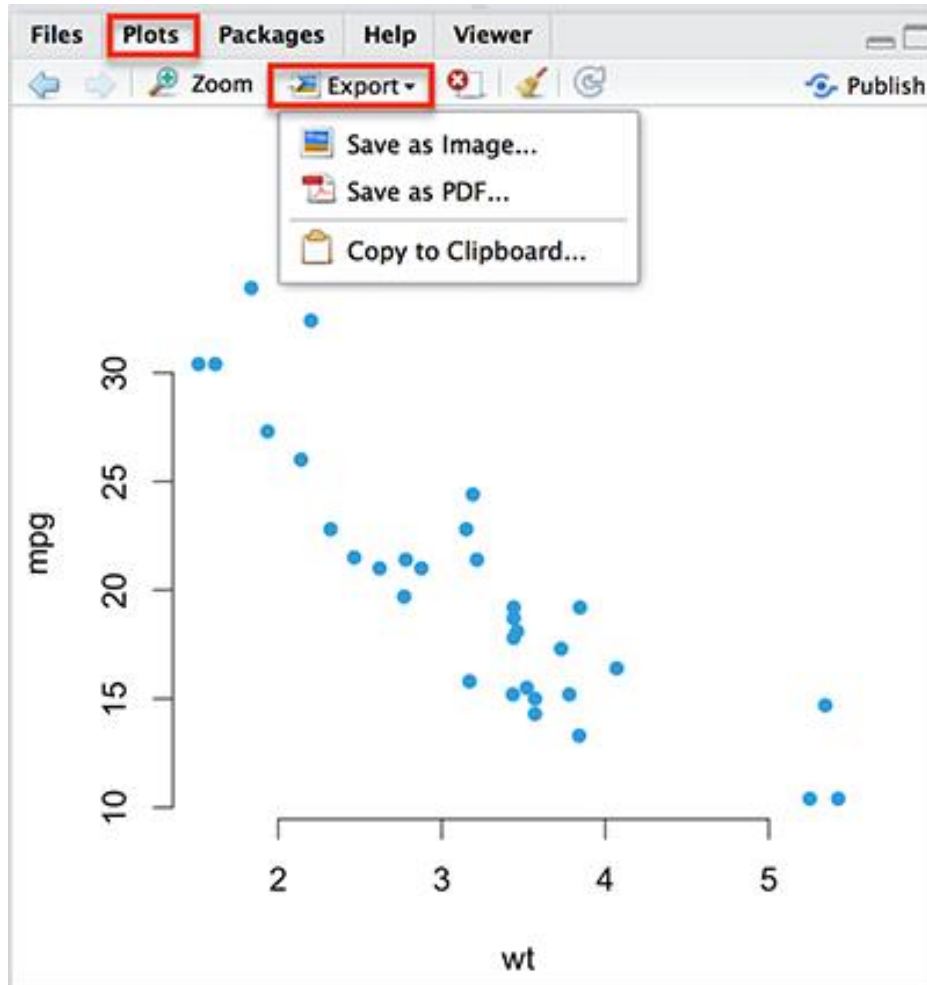 Files Plots Packages Help Viewer
Zoom Export Publish
Save as Image...
Save as PDF...
Copy to Clipboard...
30
25
20
15
10
mpg
2 3 4 5
wt